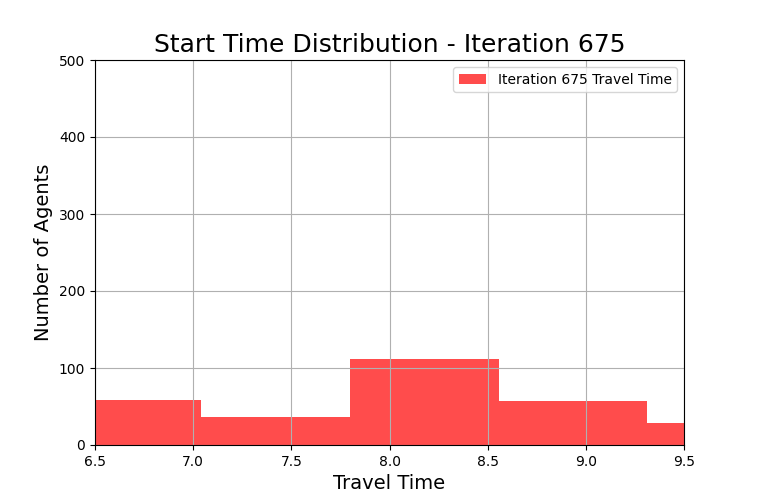 Start Time Distribution - Iteration 675
Iteration 675 Travel Time
Number of Agents
500
400
300
200
100
0
6.5 7.0 7.5 8.0 8.5 9.0 9.5
Travel Time